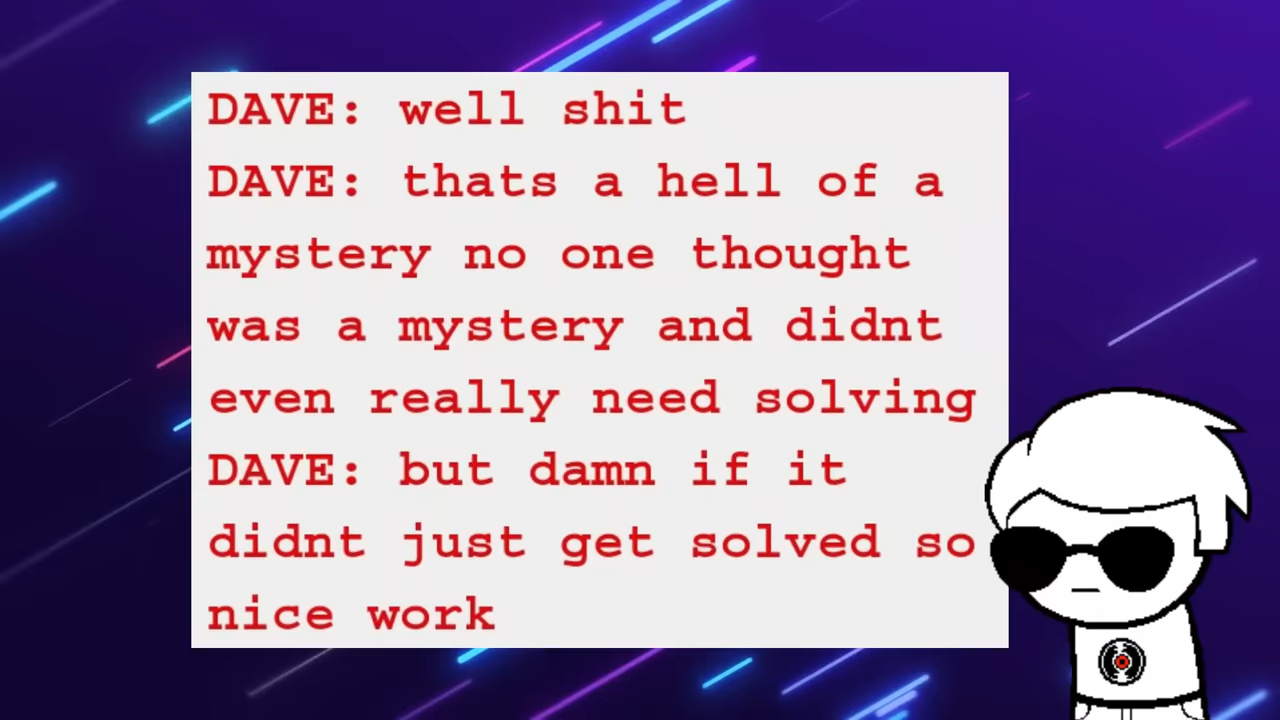 DAVE: well shit
DAVE: thats a hell of a
mystery no one thought
was a mystery and didnt
even really need solving
DAVE: but damn if it
didnt just get solved so
nice work